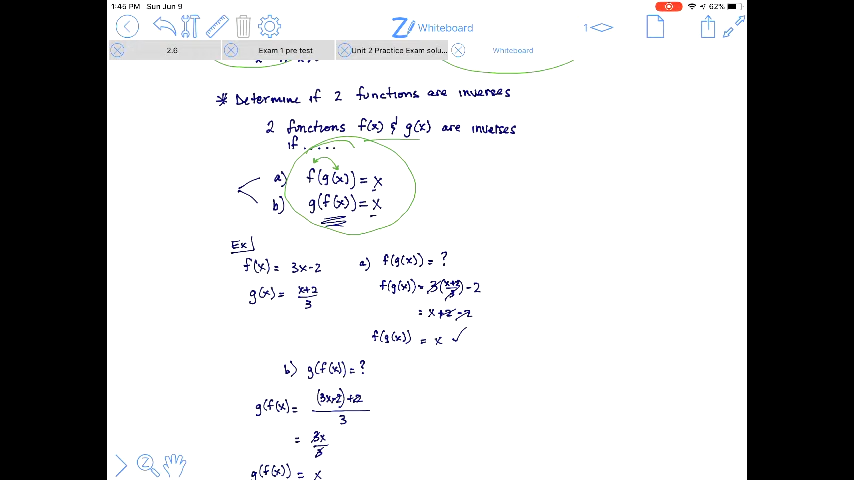 1:46 PM Sun Jun 9
62%
Whiteboard
1
2.6
Exam 1 pre test
Unit 2 Practice Exam solu...
Whiteboard
* Determine if 2 functions are inverses
2 functions f(x) & g(x) are inverses
if .....
a) f(g(x)) = x
b) g(f(x)) = x
Ex]
f(x) = 3x-2
g(x) = x+2/3
a) f(g(x)) = ?
f(g(x)) = 3(x+2/3) - 2
= x+2-2
f(g(x)) = x ✓
b) g(f(x)) = ?
g(f(x)) = (3x-2)+2/3
= 3x/3
g(f(x)) = x